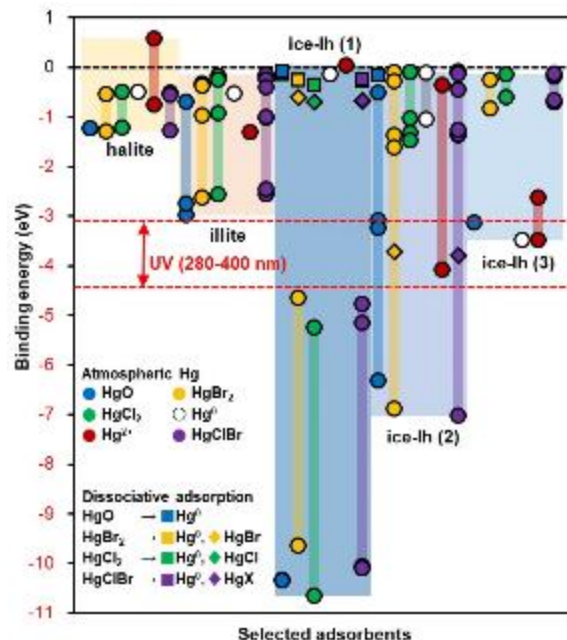 1
0
-1
-2
-3
-4
-5
-6
-7
-8
-9
-10
-11
Binding energy (eV)
ice-Ih (1)
halite
illite
UV (280-400 nm)
ice-Ih (3)
ice-Ih (2)
Atmospheric Hg
HgO HgBr₂
HgCl₂ Hg⁰
Hg²⁺ HgClBr
Dissociative adsorption
HgO → Hg⁰
HgBr₂ → Hg⁰, HgBr
HgCl₂ → Hg⁰, HgCl
HgClBr → Hg⁰, HgX
Selected adsorbents